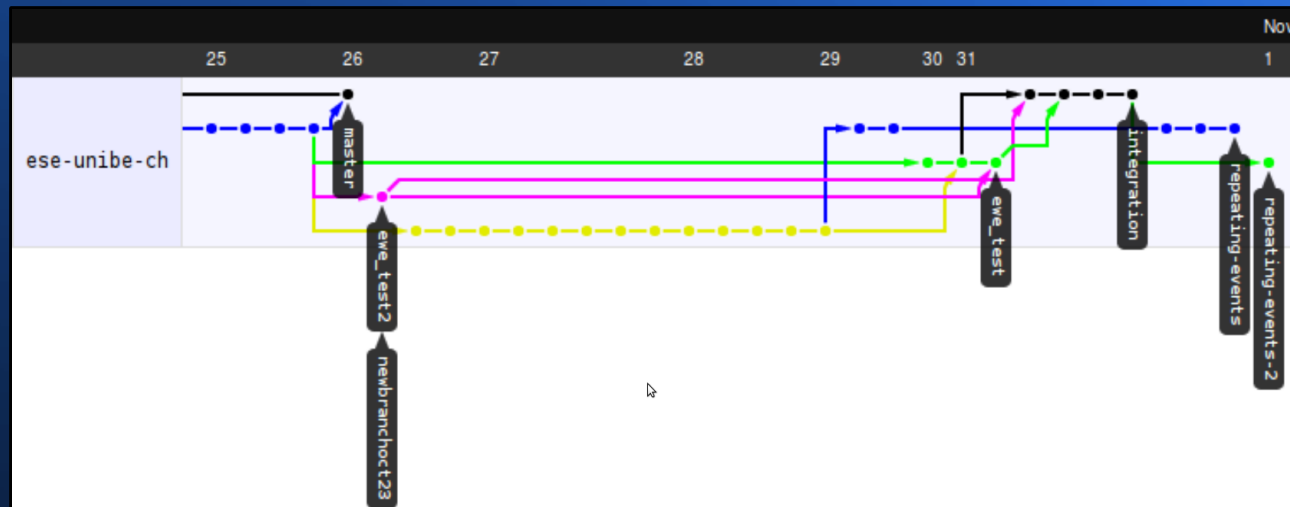 Nov
25 26 27 28 29 30 31 1
ese-unibe-ch
master
ewe_test2
newbranchoct23
ewe_test
integration
repeating-events
repeating-events-2